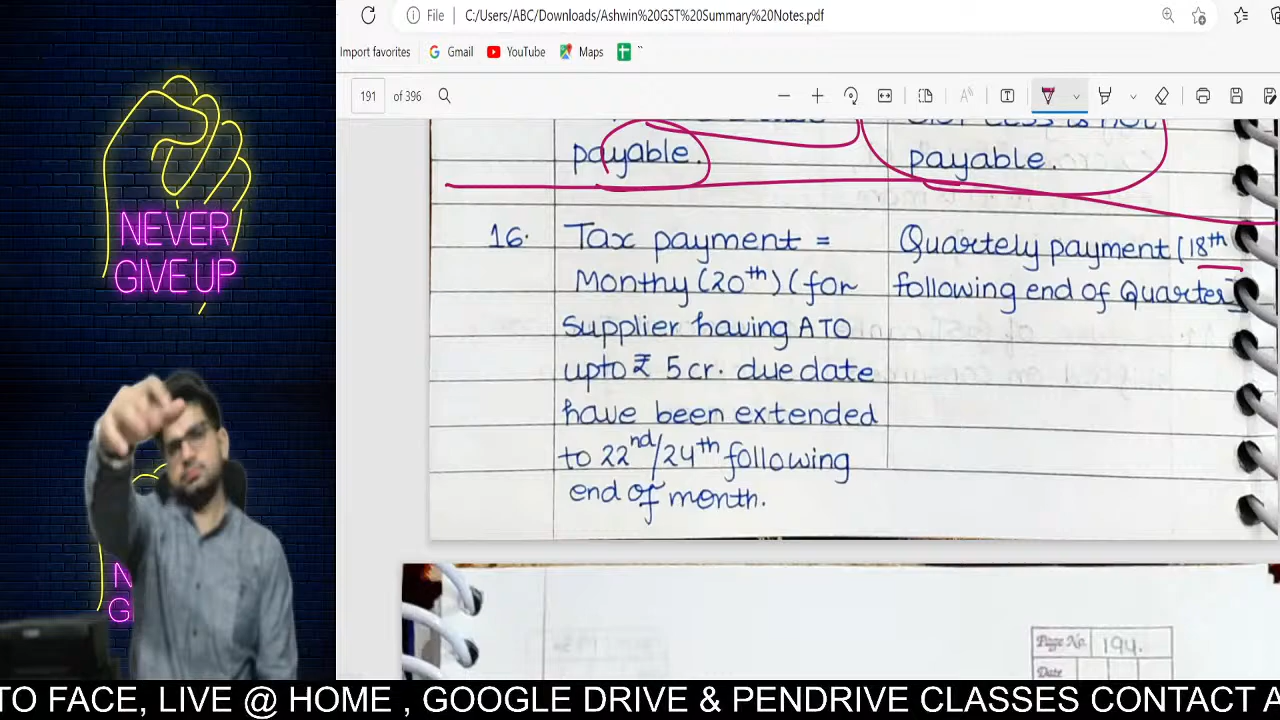 File C:/Users/ABC/Downloads/Ashwin%20GST%20Summary%20Notes.pdf
Import favorites Gmail YouTube Maps
191 of 396
payable.
is not
payable.
16. Tax payment =
Monthy (20th) (for
supplier having ATO
upto ₹ 5 cr. due date
have been extended
to 22nd/24th following
end of month.
Quartely payment (18th
following end of Quarter)
Page No. 194.
Date
NEVER
GIVE UP
N
G
TO FACE, LIVE @ HOME , GOOGLE DRIVE & PENDRIVE CLASSES CONTACT A